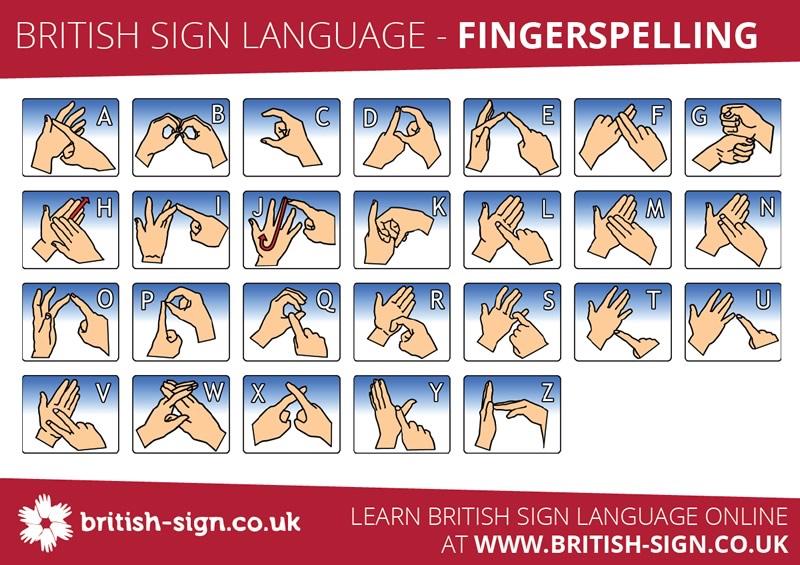 BRITISH SIGN LANGUAGE - FINGERSPELLING
A B C D E F G
H I J K L M N
O P Q R S T U
V W X Y Z
british-sign.co.uk
LEARN BRITISH SIGN LANGUAGE ONLINE
AT WWW.BRITISH-SIGN.CO.UK